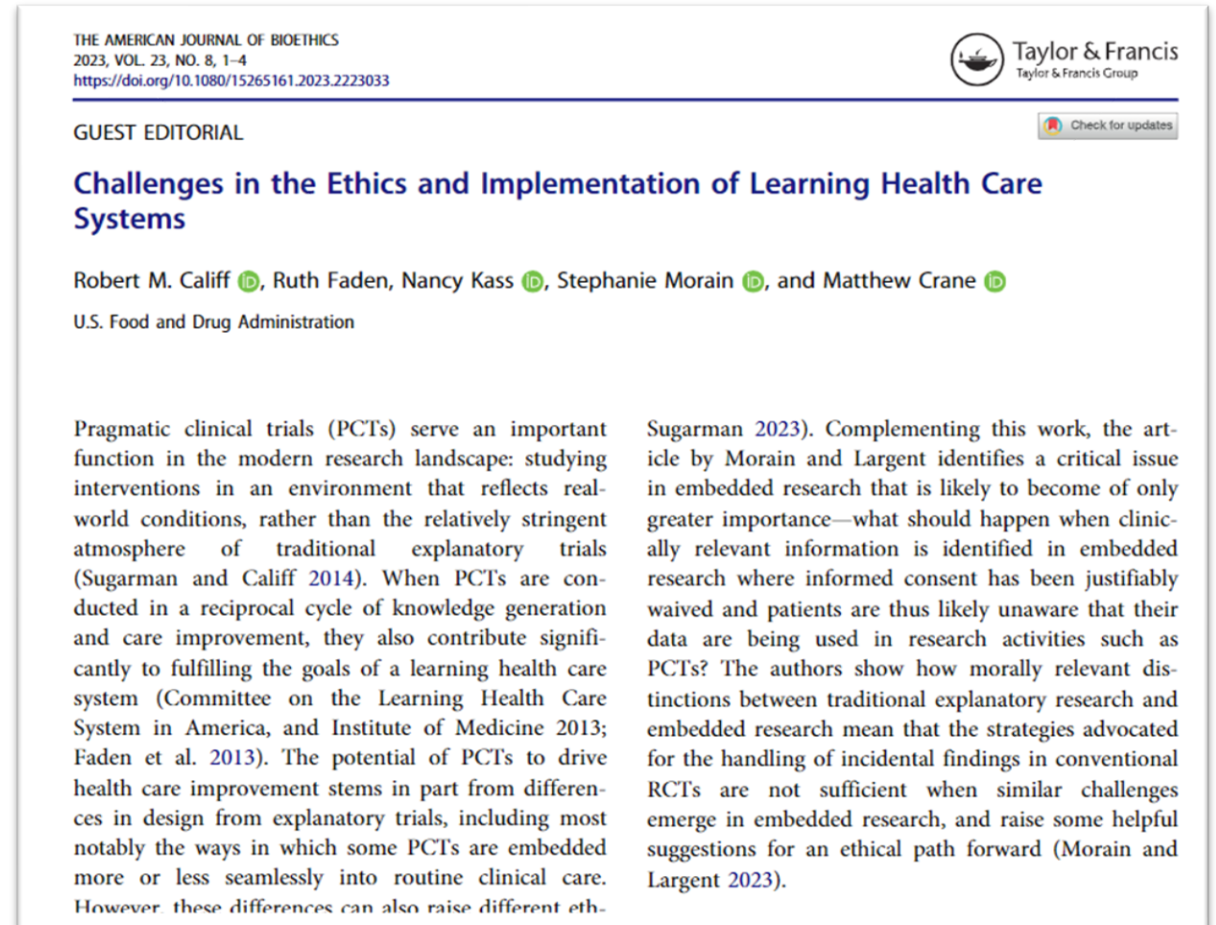 THE AMERICAN JOURNAL OF BIOETHICS
2023, VOL. 23, NO. 8, 1–4
https://doi.org/10.1080/15265161.2023.2223033
Taylor & Francis
Taylor & Francis Group
Check for updates
GUEST EDITORIAL
Challenges in the Ethics and Implementation of Learning Health Care
Systems
Robert M. Califf iD, Ruth Faden, Nancy Kass iD, Stephanie Morain iD, and Matthew Crane iD
U.S. Food and Drug Administration
Pragmatic clinical trials (PCTs) serve an important
function in the modern research landscape: studying
interventions in an environment that reflects real-
world conditions, rather than the relatively stringent
atmosphere of traditional explanatory trials
(Sugarman and Califf 2014). When PCTs are con-
ducted in a reciprocal cycle of knowledge generation
and care improvement, they also contribute signifi-
cantly to fulfilling the goals of a learning health care
system (Committee on the Learning Health Care
System in America, and Institute of Medicine 2013;
Faden et al. 2013). The potential of PCTs to drive
health care improvement stems in part from differen-
ces in design from explanatory trials, including most
notably the ways in which some PCTs are embedded
more or less seamlessly into routine clinical care.
However, these differences can also raise different eth-
Sugarman 2023). Complementing this work, the art-
icle by Morain and Largent identifies a critical issue
in embedded research that is likely to become of only
greater importance—what should happen when clinic-
ally relevant information is identified in embedded
research where informed consent has been justifiably
waived and patients are thus likely unaware that their
data are being used in research activities such as
PCTs? The authors show how morally relevant dis-
tinctions between traditional explanatory research and
embedded research mean that the strategies advocated
for the handling of incidental findings in conventional
RCTs are not sufficient when similar challenges
emerge in embedded research, and raise some helpful
suggestions for an ethical path forward (Morain and
Largent 2023).